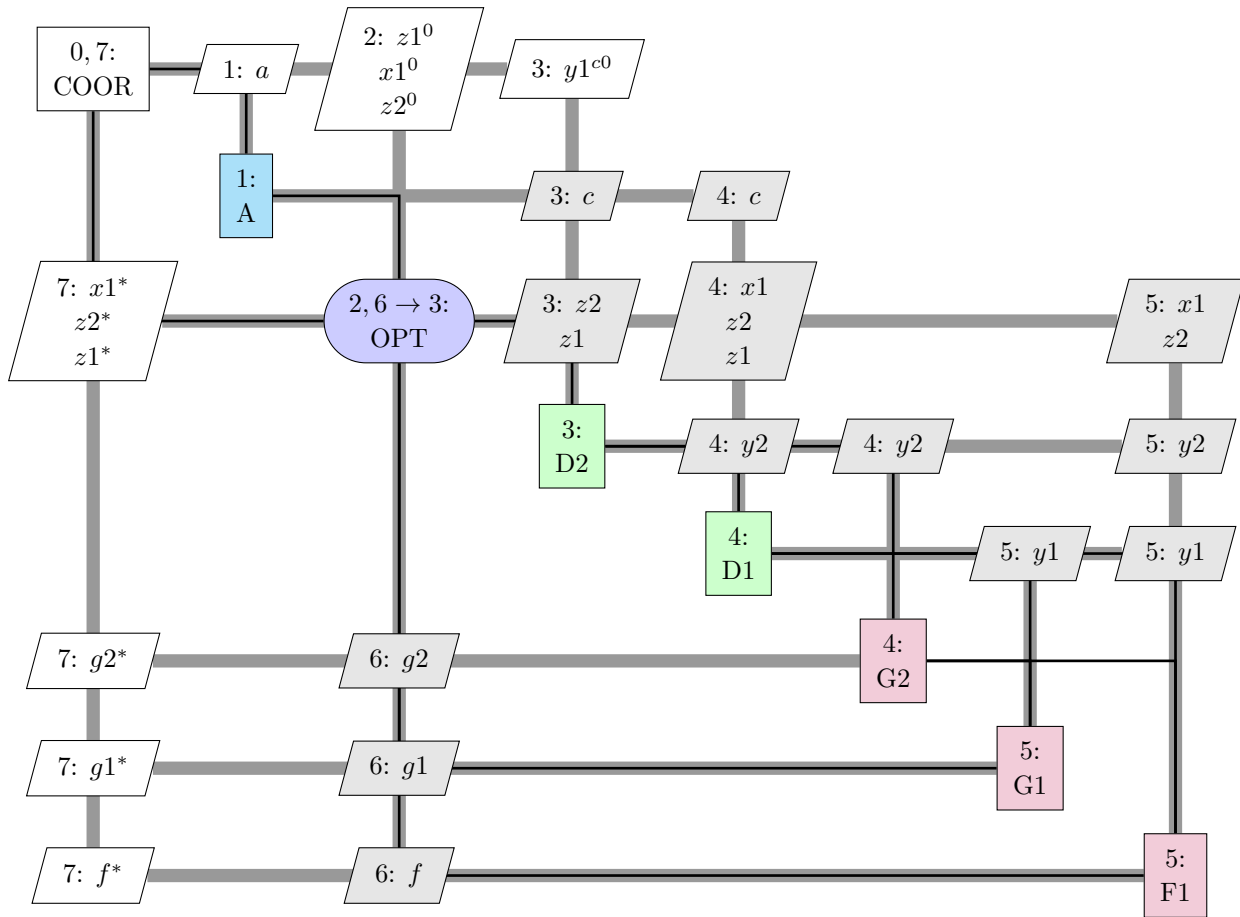 0, 7:
COOR
1: a
2: z1⁰
x1⁰
z2⁰
3: y1ᶜ⁰
1:
A
3: c
4: c
7: x1*
z2*
z1*
2, 6 → 3:
OPT
3: z2
z1
4: x1
z2
z1
5: x1
z2
3:
D2
4: y2
4: y2
5: y2
4:
D1
5: y1
5: y1
7: g2*
6: g2
4:
G2
7: g1*
6: g1
5:
G1
7: f*
6: f
5:
F1